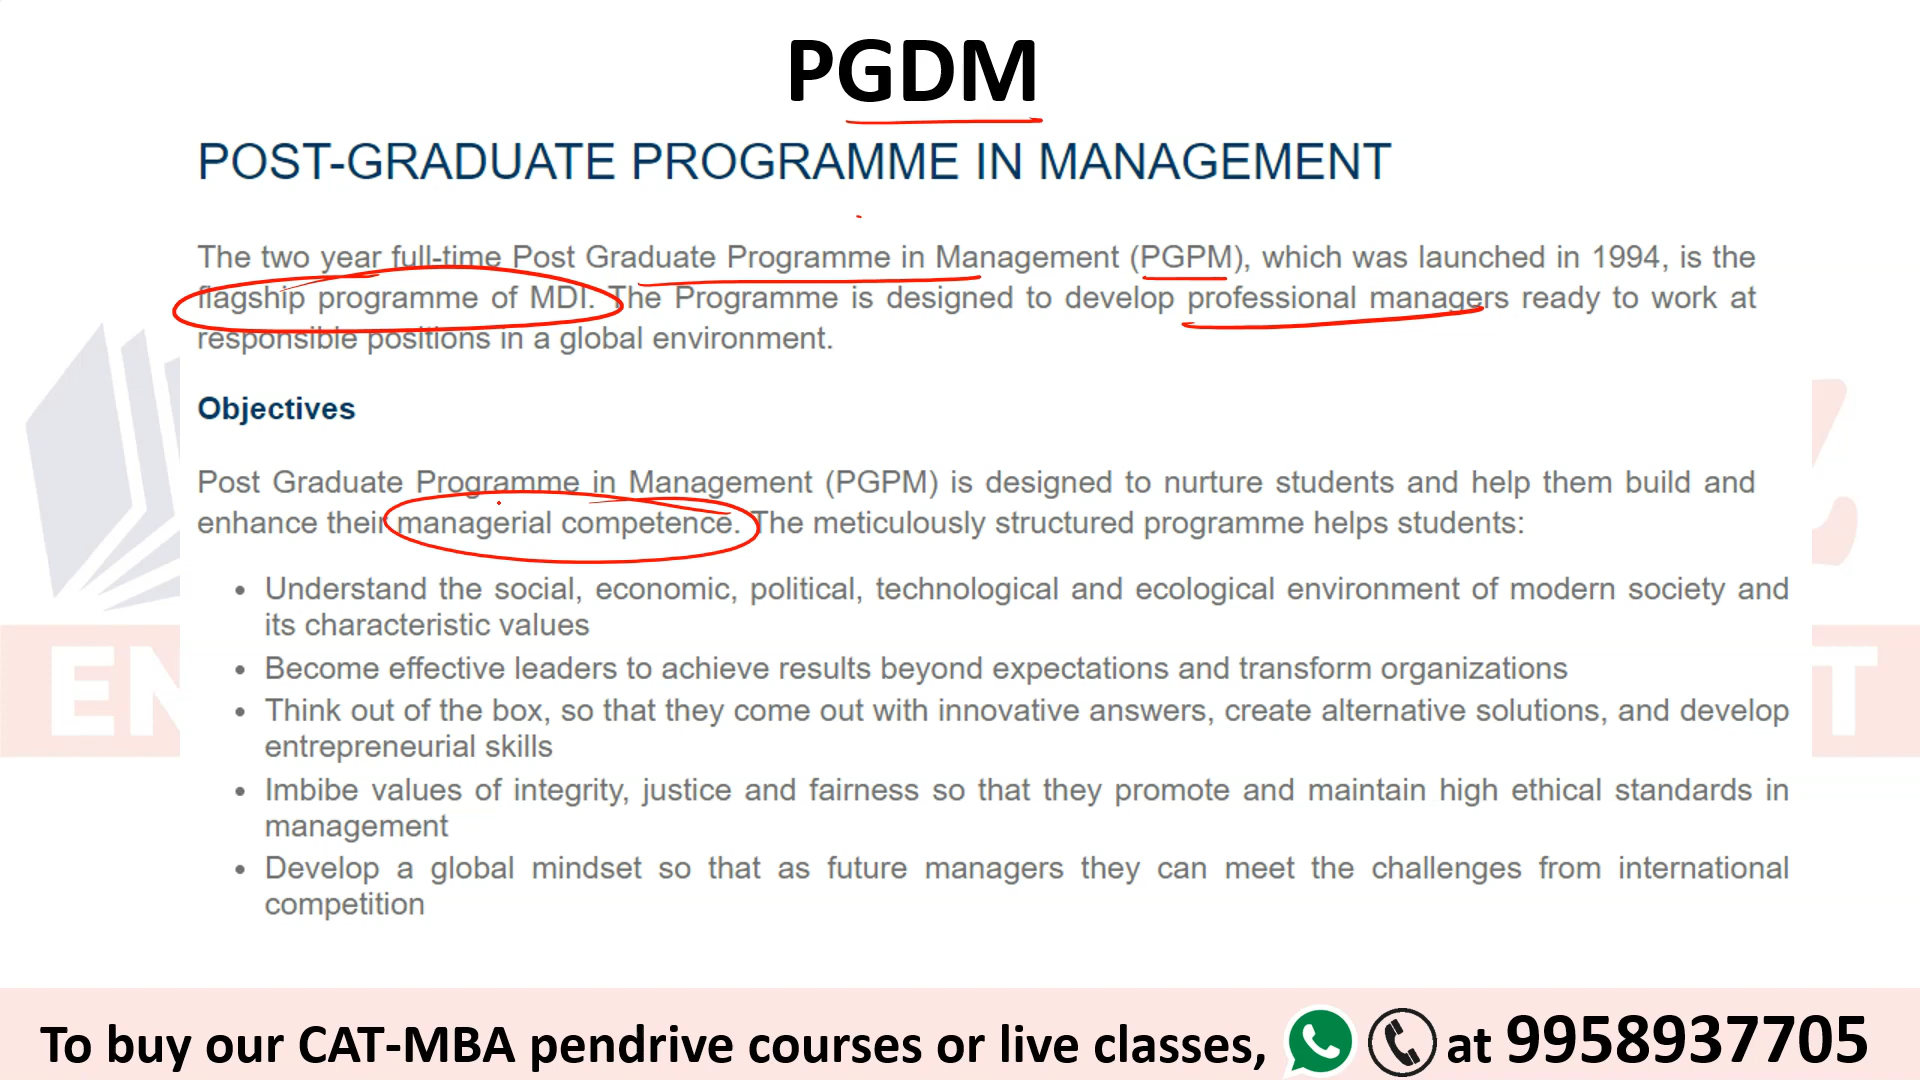 PGDM
POST-GRADUATE PROGRAMME IN MANAGEMENT
The two year full-time Post Graduate Programme in Management (PGPM), which was launched in 1994, is the
flagship programme of MDI. The Programme is designed to develop professional managers ready to work at
responsible positions in a global environment.
Objectives
Post Graduate Programme in Management (PGPM) is designed to nurture students and help them build and
enhance their managerial competence. The meticulously structured programme helps students:
• Understand the social, economic, political, technological and ecological environment of modern society and
its characteristic values
• Become effective leaders to achieve results beyond expectations and transform organizations
• Think out of the box, so that they come out with innovative answers, create alternative solutions, and develop
entrepreneurial skills
• Imbibe values of integrity, justice and fairness so that they promote and maintain high ethical standards in
management
• Develop a global mindset so that as future managers they can meet the challenges from international
competition
To buy our CAT-MBA pendrive courses or live classes, at 9958937705